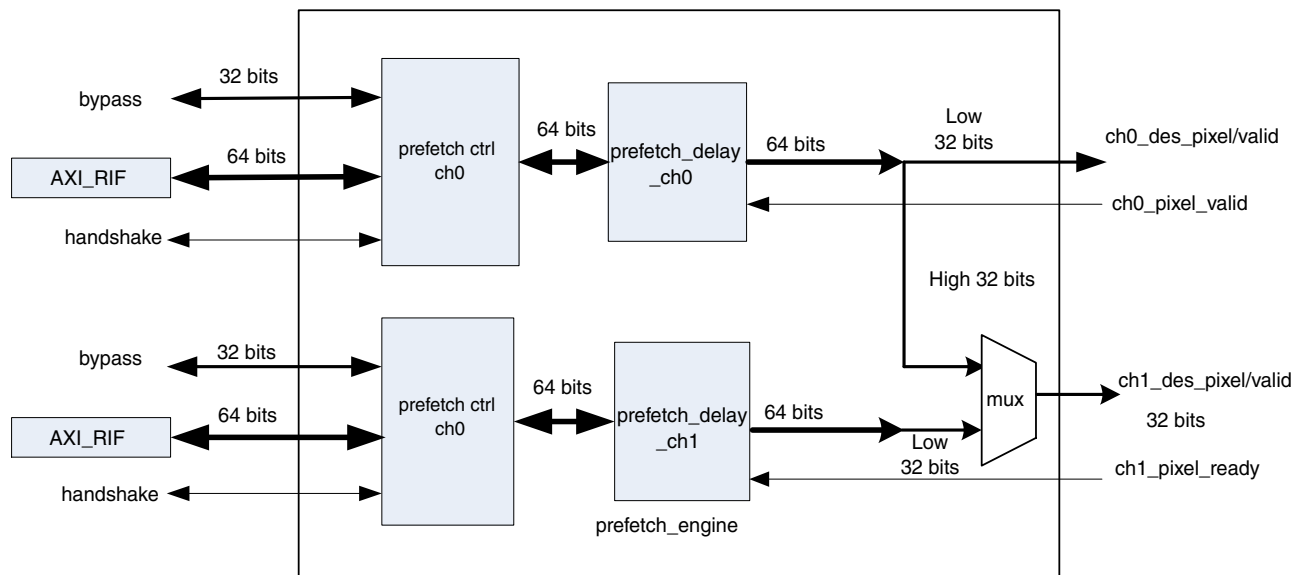 32 bits
bypass
64 bits
AXI_RIF
handshake
prefetch ctrl
ch0
64 bits
prefetch_delay
_ch0
64 bits
Low
32 bits
ch0_des_pixel/valid
ch0_pixel_valid
High 32 bits
32 bits
bypass
64 bits
AXI_RIF
handshake
prefetch ctrl
ch0
64 bits
prefetch_delay
_ch1
64 bits
Low
32 bits
mux
ch1_des_pixel/valid
32 bits
ch1_pixel_ready
prefetch_engine